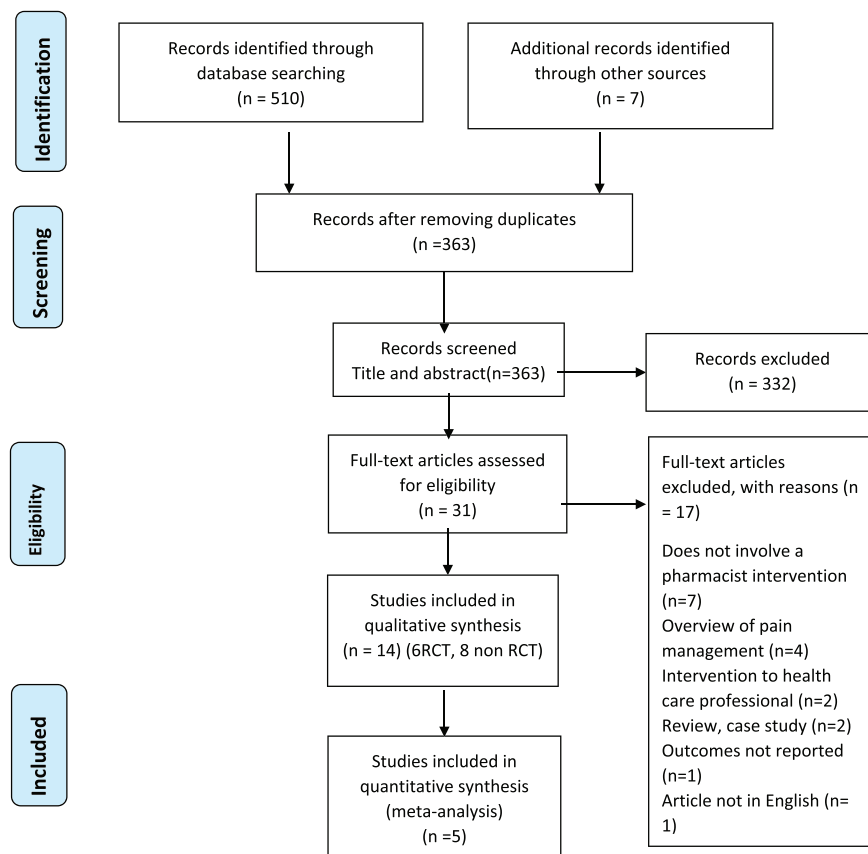 Identification
Records identified through
database searching
(n = 510)
Additional records identified
through other sources
(n = 7)
Screening
Records after removing duplicates
(n =363)
Records screened
Title and abstract(n=363)
Records excluded
(n = 332)
Eligibility
Full-text articles assessed
for eligibility
(n = 31)
Full-text articles
excluded, with reasons (n
= 17)
Does not involve a
pharmacist intervention
(n=7)
Overview of pain
management (n=4)
Intervention to health
care professional (n=2)
Review, case study (n=2)
Outcomes not reported
(n=1)
Article not in English (n=
1)
Studies included in
qualitative synthesis
(n = 14) (6RCT, 8 non RCT)
Included
Studies included in
quantitative synthesis
(meta-analysis)
(n =5)